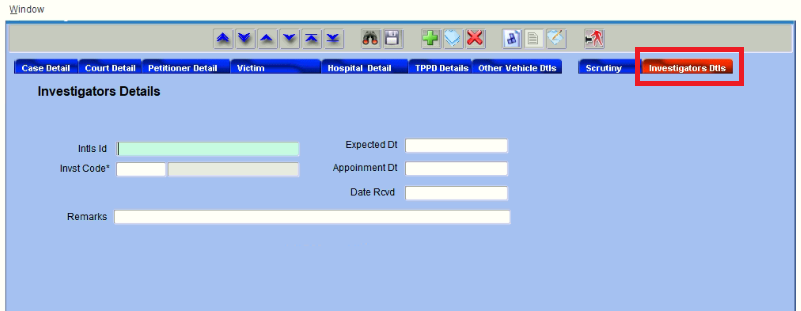 Window
Case Detail Court Detail Petitioner Detail Victim Hospital Detail TPPD Details Other Vehicle Dtls Scrutiny Investigators Dtls
Investigators Details
Intls Id Expected Dt
Invst Code* Appoinment Dt
Date Rcvd
Remarks